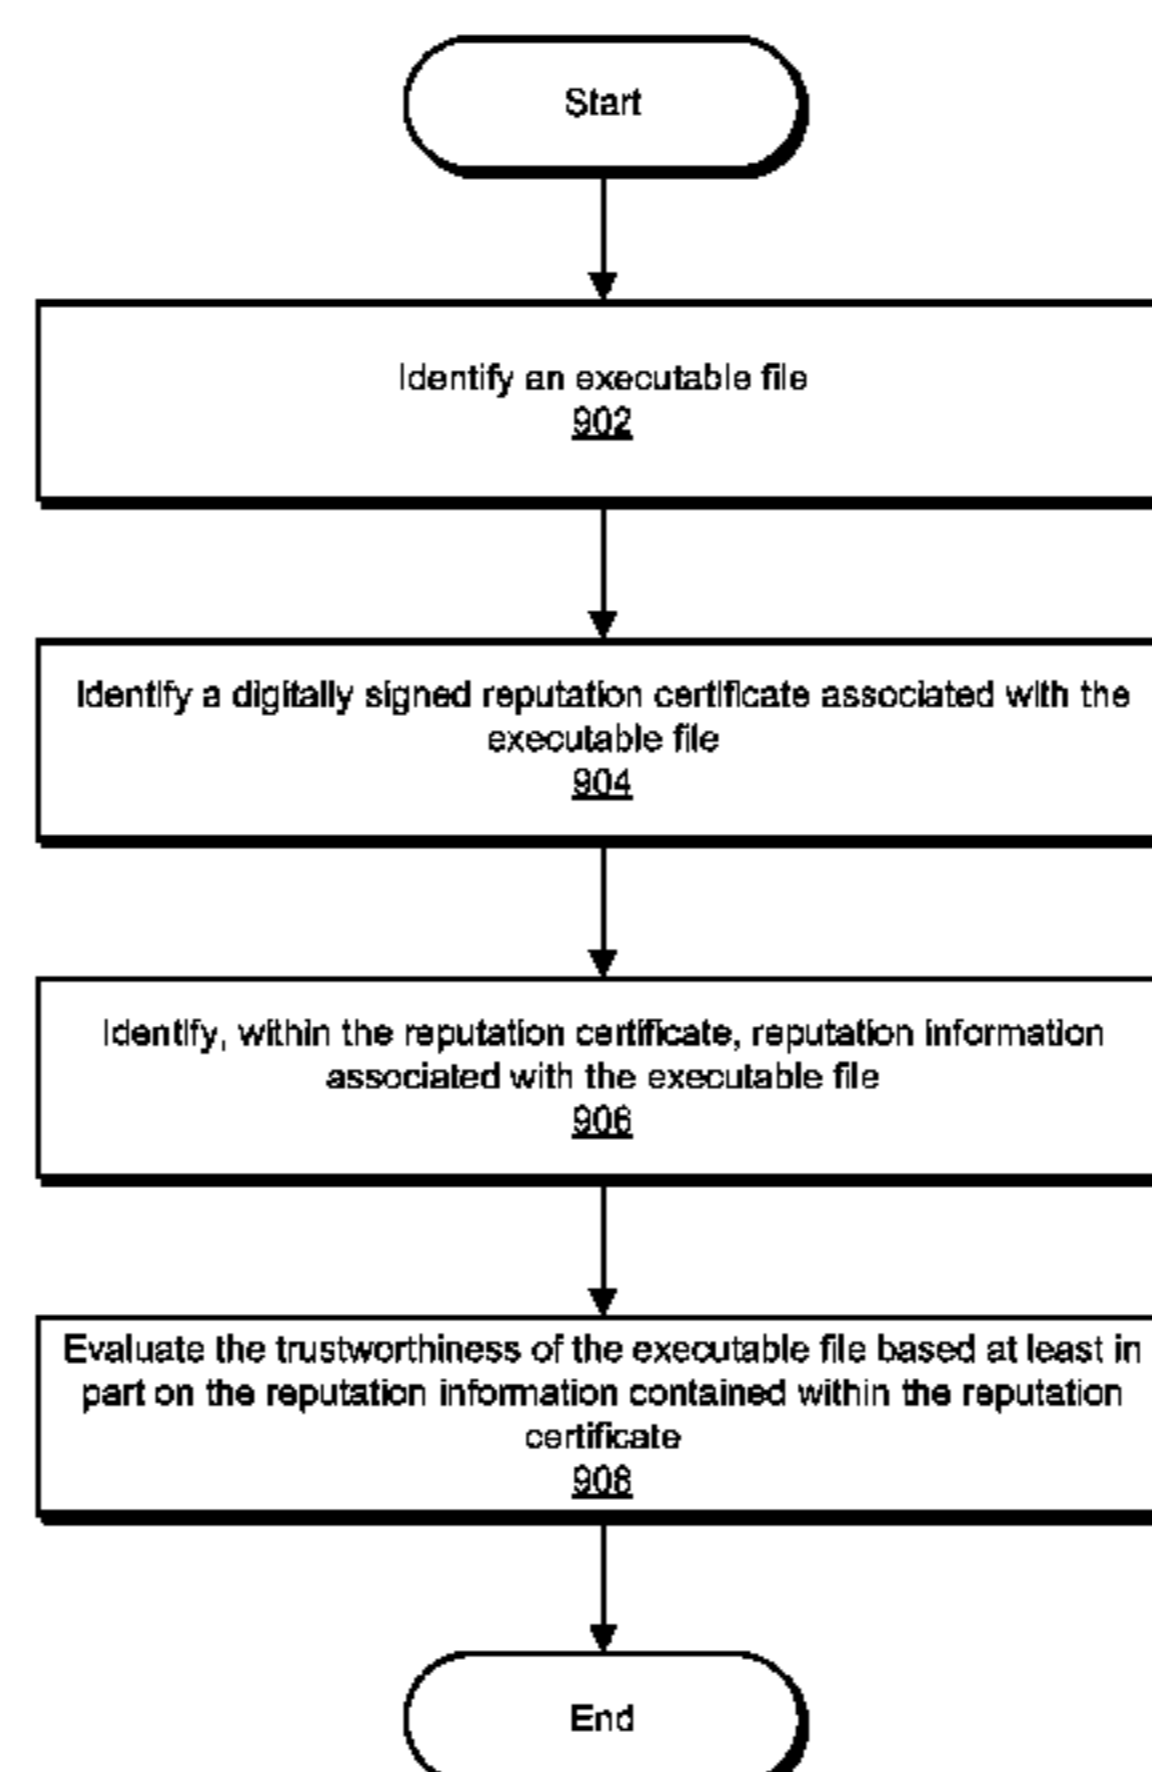 Start
Identify an executable file
902
Identify a digitally signed reputation certificate associated with the
executable file
904
Identify, within the reputation certificate, reputation information
associated with the executable file
906
Evaluate the trustworthiness of the executable file based at least in
part on the reputation information contained within the reputation
certificate
908
End